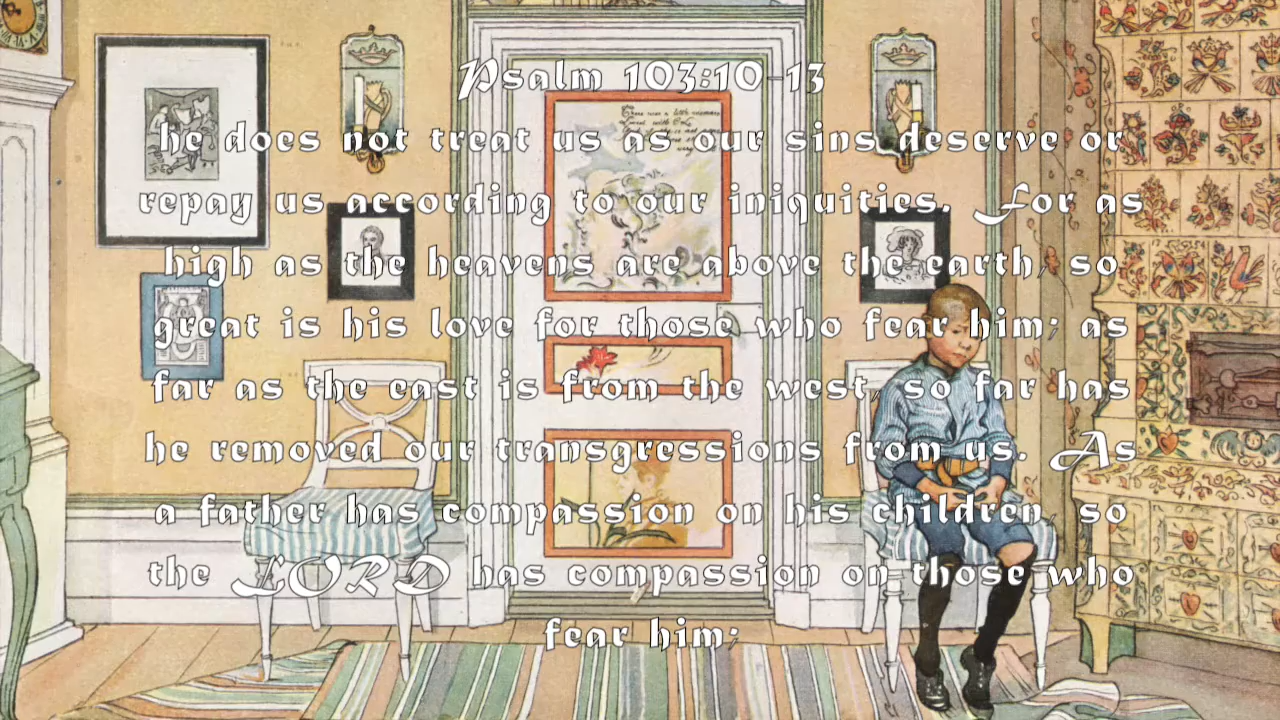 Psalm 103:10-13
he does not treat us as our sins deserve or
repay us according to our iniquities. For as
high as the heavens are above the earth, so
great is his love for those who fear him; as
far as the east is from the west, so far has
he removed our transgressions from us. As
a father has compassion on his children, so
the LORD has compassion on those who
fear him;